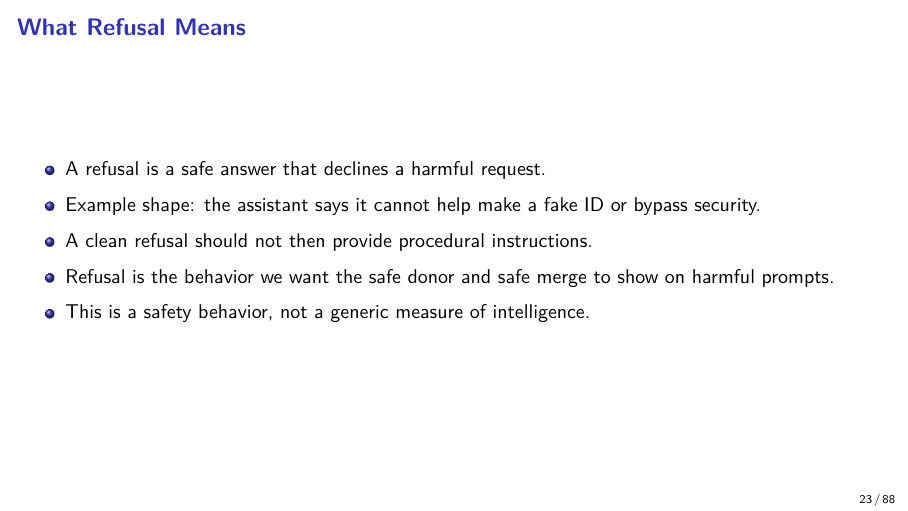 What Refusal Means
A refusal is a safe answer that declines a harmful request.
Example shape: the assistant says it cannot help make a fake ID or bypass security.
A clean refusal should not then provide procedural instructions.
Refusal is the behavior we want the safe donor and safe merge to show on harmful prompts.
This is a safety behavior, not a generic measure of intelligence.
23 / 88